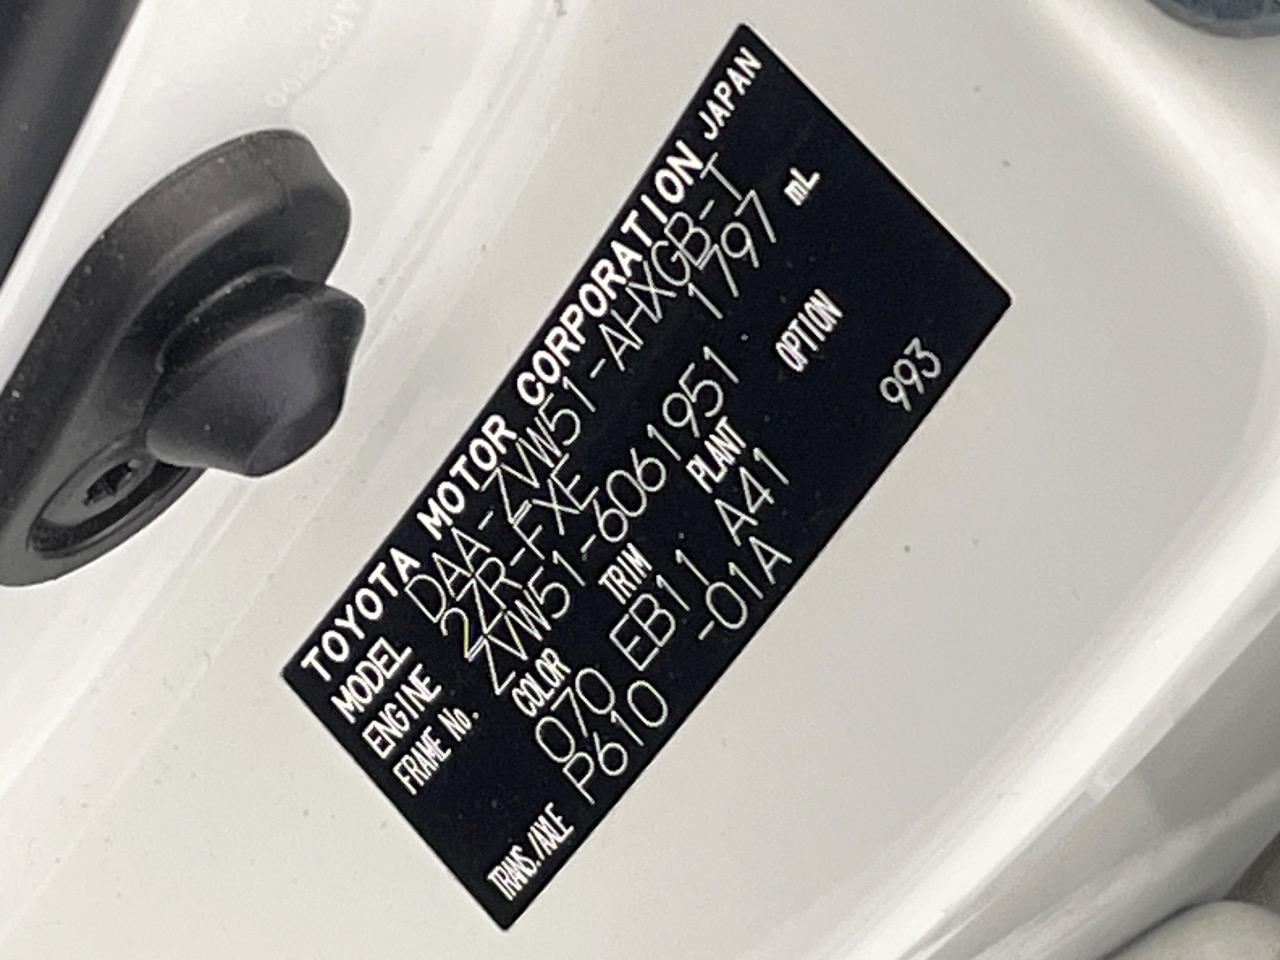 TOYOTA MOTOR CORPORATION JAPAN
MODEL DAA-ZVW51-AHXGB-T
ENGINE 2ZR-FXE 1797 mL
FRAME No. ZVW51-6061951
COLOR TRIM PLANT OPTION
070 EB11 A41 993
TRANS./AXLE P610 -01A